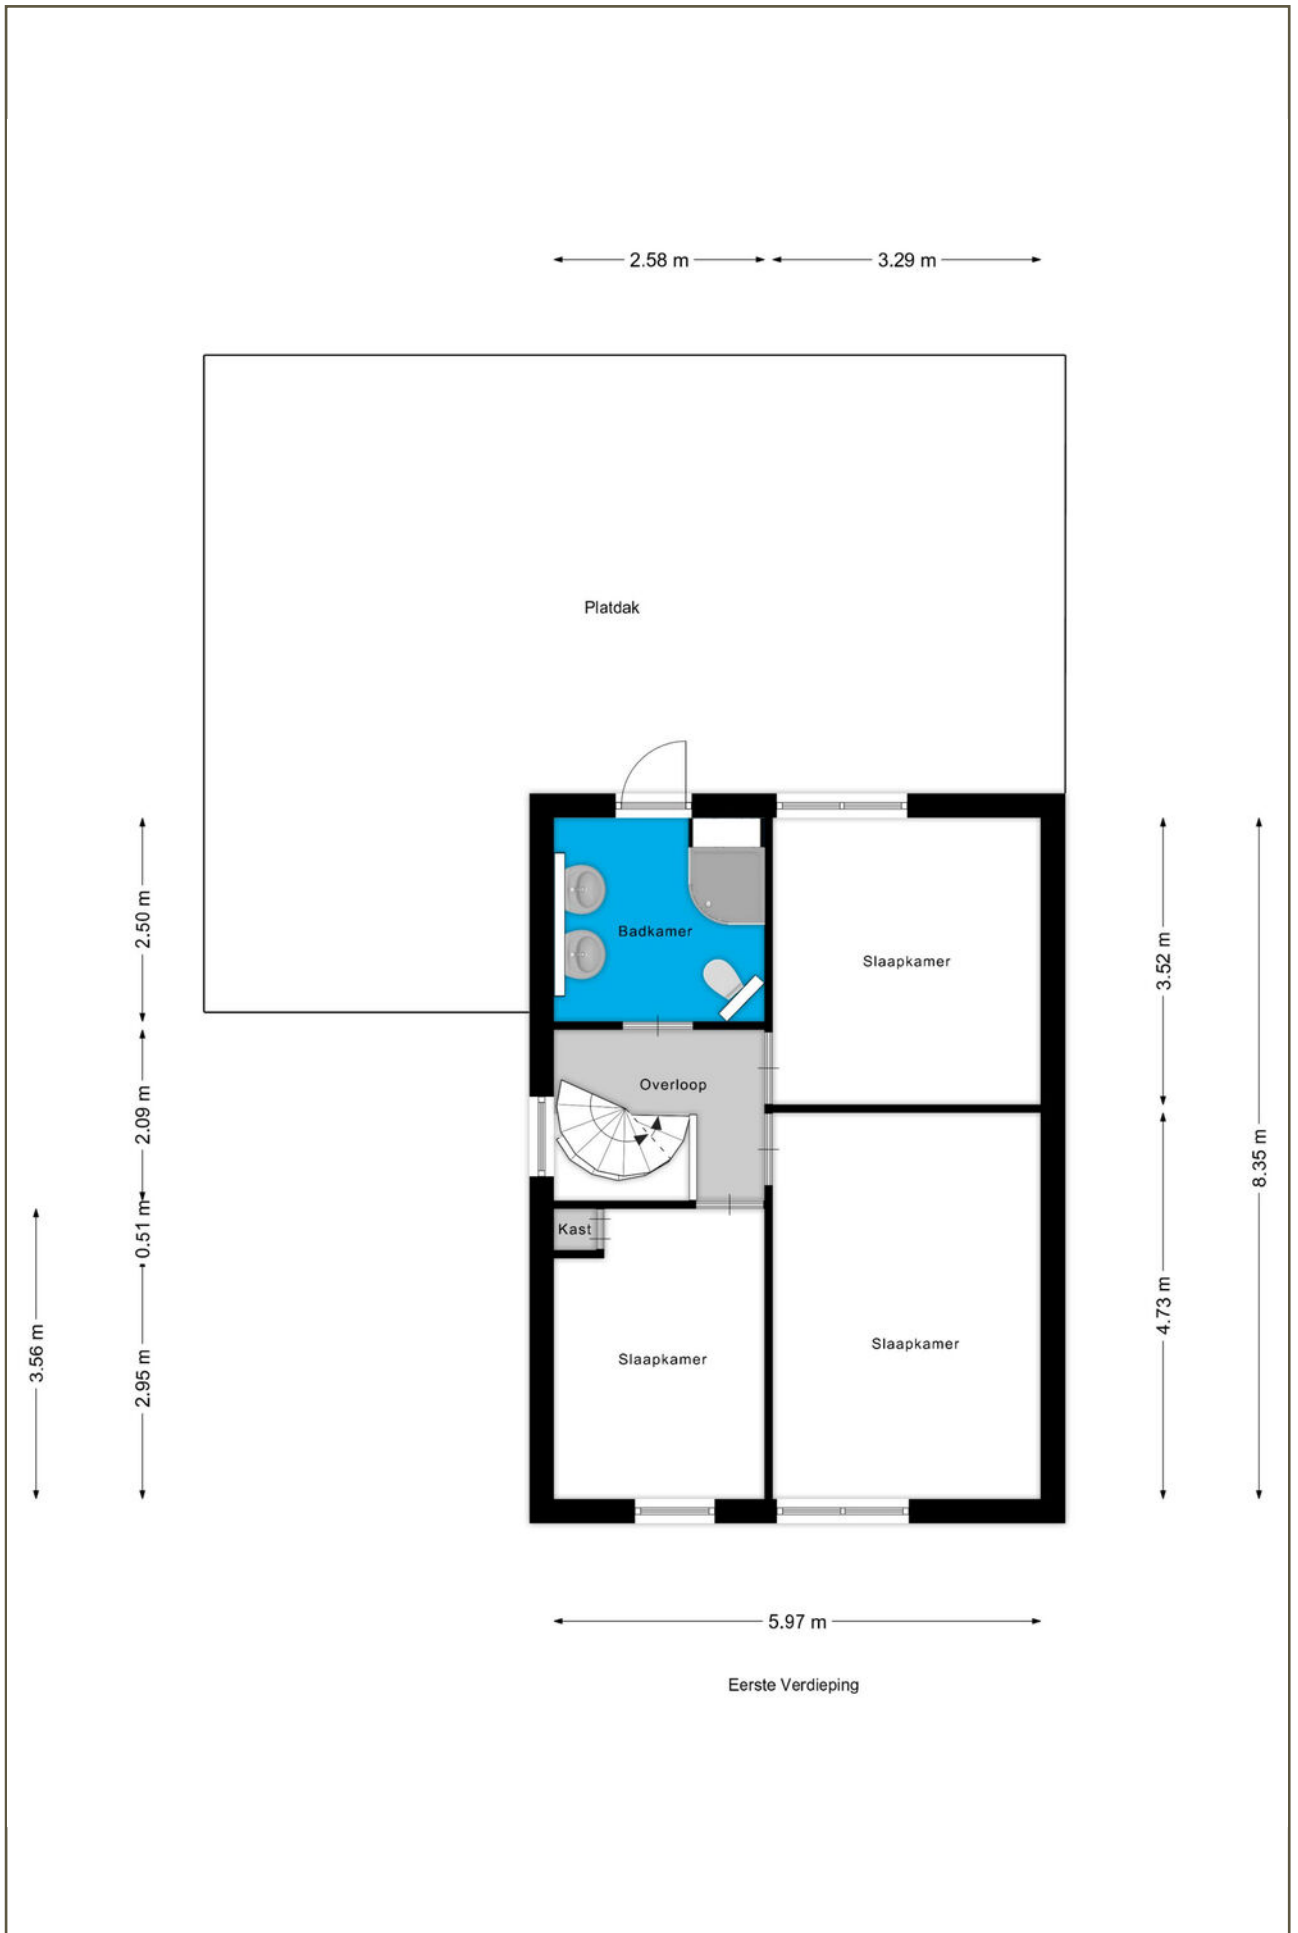 2.58 m
3.29 m
Platdak
2.50 m
Badkamer
Slaapkamer
3.52 m
2.09 m
Overloop
8.35 m
0.51 m
Kast
4.73 m
3.56 m
2.95 m
Slaapkamer
Slaapkamer
5.97 m
Eerste Verdieping